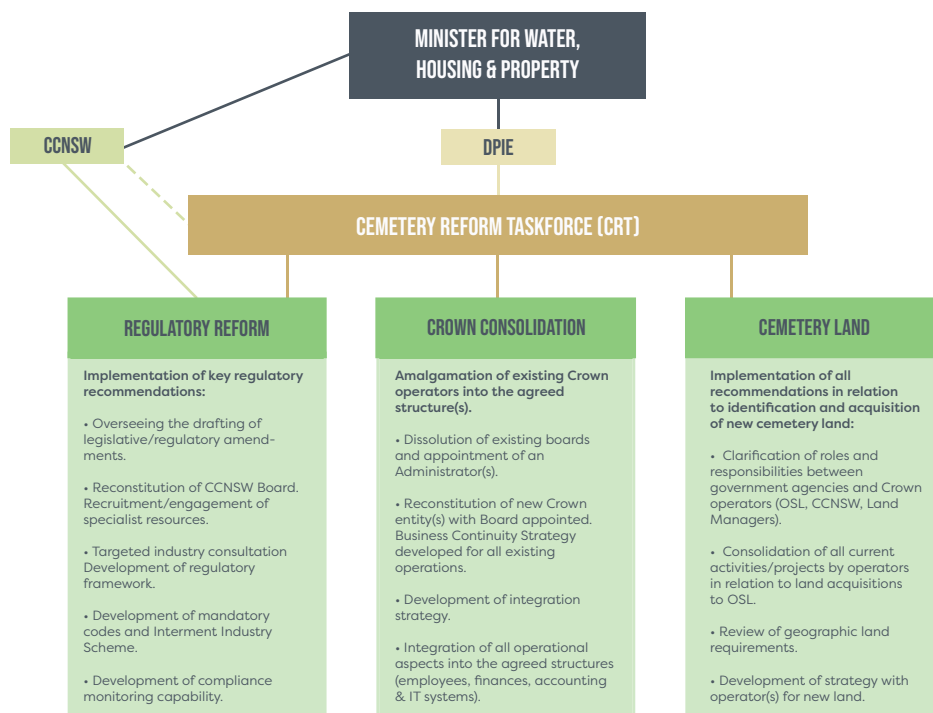 MINISTER FOR WATER,
HOUSING & PROPERTY
CCNSW
DPIE
CEMETERY REFORM TASKFORCE (CRT)
REGULATORY REFORM
Implementation of key regulatory
recommendations:
• Overseeing the drafting of
legislative/regulatory amend-
ments.
• Reconstitution of CCNSW Board.
Recruitment/engagement of
specialist resources.
• Targeted industry consultation
Development of regulatory
framework.
• Development of mandatory
codes and Interment Industry
Scheme.
• Development of compliance
monitoring capability.
CROWN CONSOLIDATION
Amalgamation of existing Crown
operators into the agreed
structure(s).
• Dissolution of existing boards
and appointment of an
Administrator(s).
• Reconstitution of new Crown
entity(s) with Board appointed.
Business Continuity Strategy
developed for all existing
operations.
• Development of integration
strategy.
• Integration of all operational
aspects into the agreed structures
(employees, finances, accounting
& IT systems).
CEMETERY LAND
Implementation of all
recommendations in relation
to identification and acquisition
of new cemetery land:
• Clarification of roles and
responsibilities between
government agencies and Crown
operators (OSL, CCNSW, Land
Managers).
• Consolidation of all current
activities/projects by operators
in relation to land acquisitions
to OSL.
• Review of geographic land
requirements.
• Development of strategy with
operator(s) for new land.